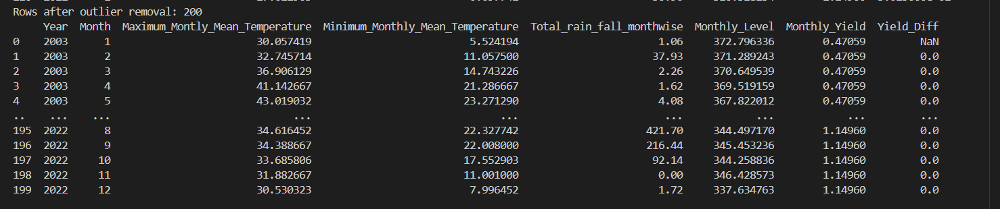 Rows after outlier removal: 200
Year Month Maximum_Montly_Mean_Temperature Minimum_Monthly_Mean_Temperature Total_rain_fall_monthwise Monthly_Level Monthly_Yield Yield_Diff
0 2003 1 30.057419 5.524194 1.06 372.796336 0.47059 NaN
1 2003 2 32.745714 11.057500 37.93 371.289243 0.47059 0.0
2 2003 3 36.906129 14.743226 2.26 370.649539 0.47059 0.0
3 2003 4 41.142667 21.286667 1.62 369.519159 0.47059 0.0
4 2003 5 43.019032 23.271290 4.08 367.822012 0.47059 0.0
.. ... ... ... ... ... ... ... ...
195 2022 8 34.616452 22.327742 421.70 344.497170 1.14960 0.0
196 2022 9 34.388667 22.008000 216.44 345.453236 1.14960 0.0
197 2022 10 33.685806 17.552903 92.14 344.258836 1.14960 0.0
198 2022 11 31.882667 11.001000 0.00 346.428573 1.14960 0.0
199 2022 12 30.530323 7.996452 1.72 337.634763 1.14960 0.0